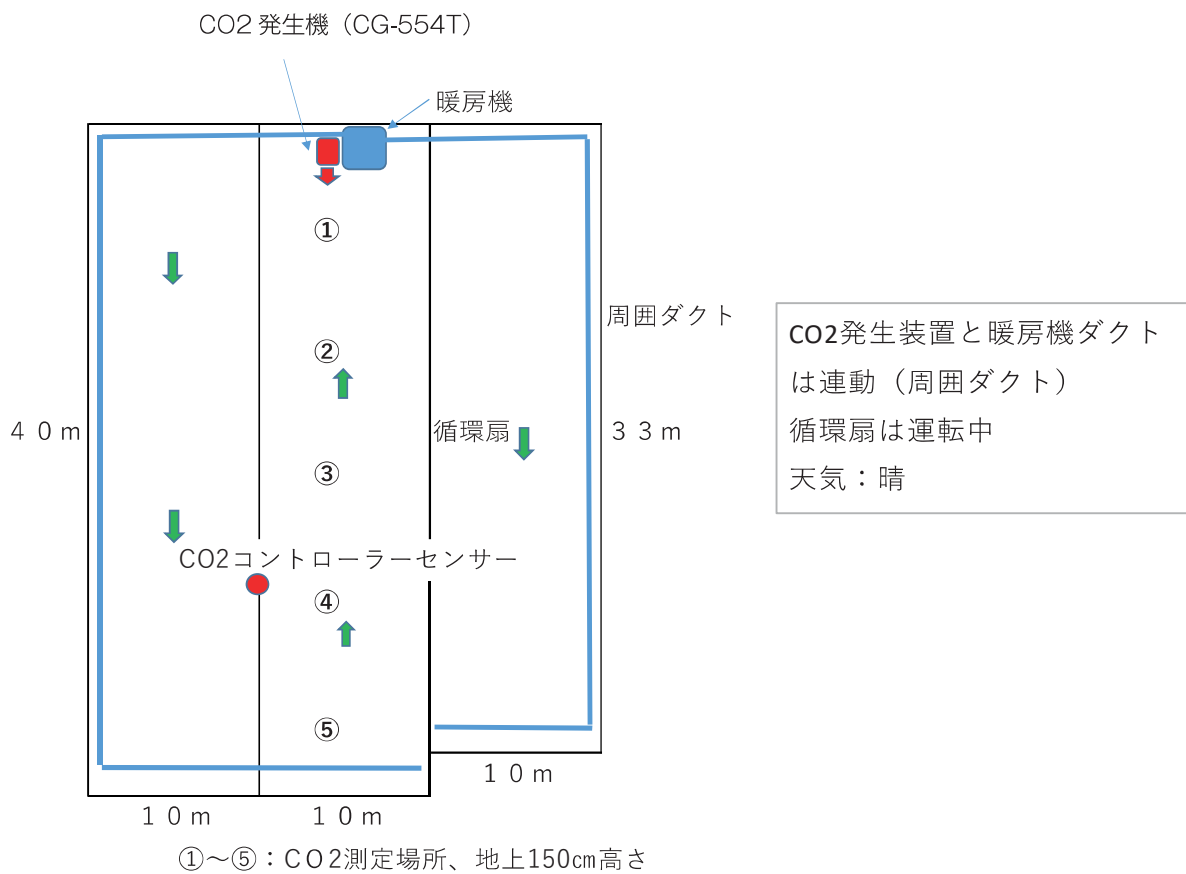 CO2発生機（CG-554T）
暖房機
①
周囲ダクト
②
CO2発生装置と暖房機ダクト
は連動（周囲ダクト）
循環扇は運転中
天気：晴
４０ｍ
循環扇
３３ｍ
③
CO2コントローラーセンサー
④
⑤
１０ｍ
１０ｍ
１０ｍ
①～⑤：CO2測定場所、地上150㎝高さ